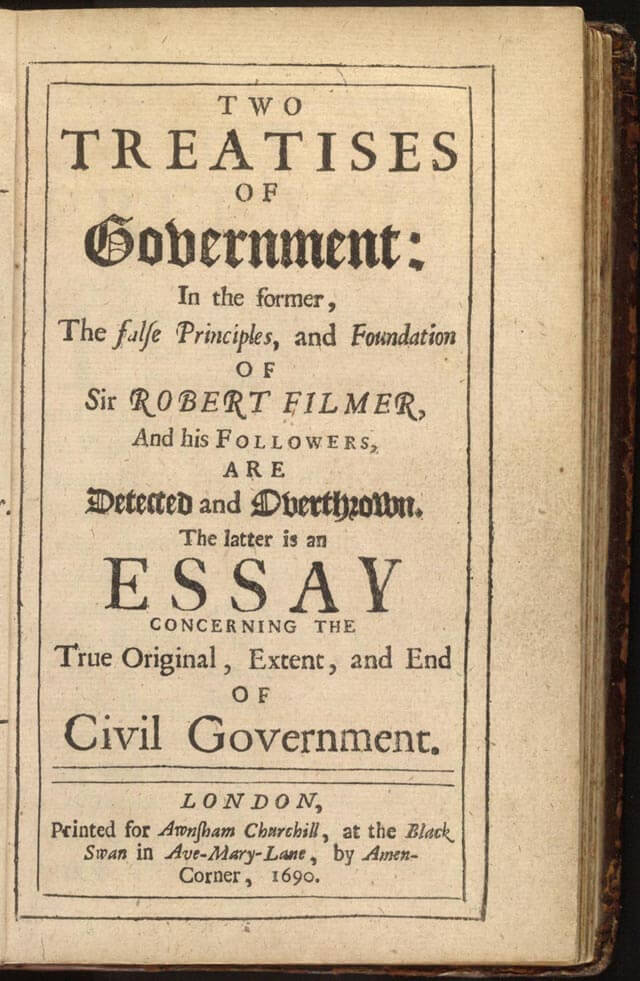 TWO
TREATISES
OF
Government:
In the former,
The false Principles, and Foundation
OF
Sir ROBERT FILMER,
And his FOLLOWERS,
ARE
Detected and Overthrown.
The latter is an
ESSAY
CONCERNING THE
True Original, Extent, and End
OF
Civil Government.
LONDON,
Printed for Awnsham Churchill, at the Black
Swan in Ave-Mary-Lane, by Amen-
Corner, 1690.